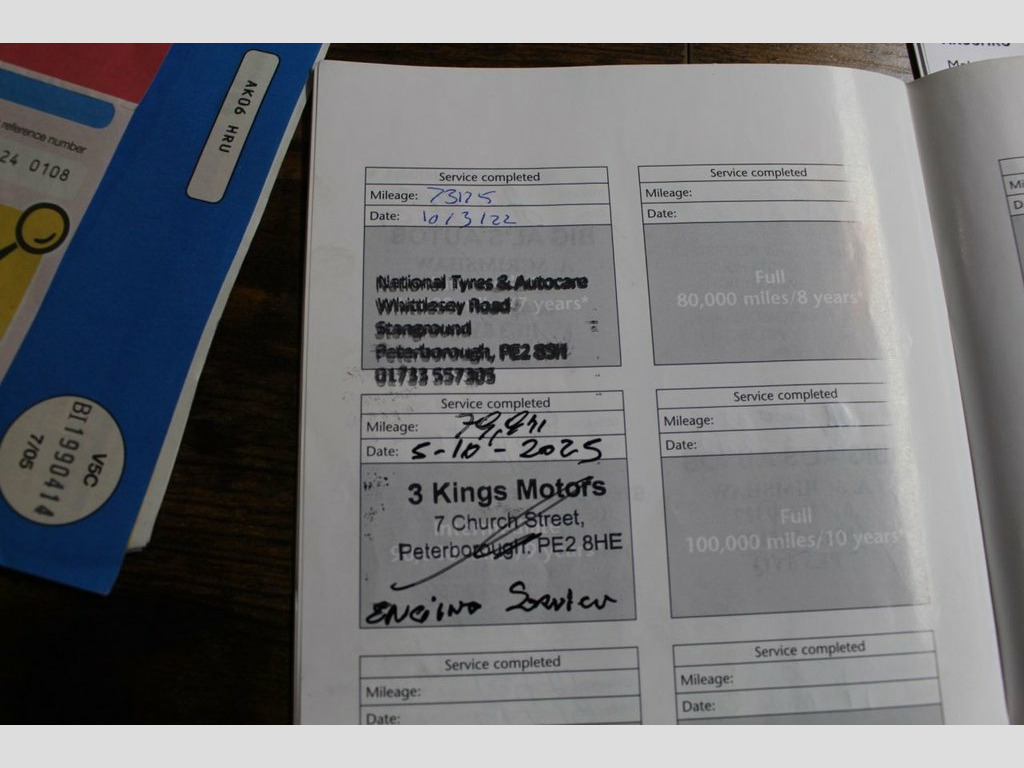 AK06 HRU
reference number
24 0108
V5C
BI1990414
7/05
Service completed
Mileage: 73125
Date: 10/3/22
National Tyres & Autocare
Whittlesey Road
7 years*
Stanground
Peterborough, PE2 8SH
01733 557305
Service completed
Mileage:
Date: 5-10-2025
3 Kings Motors
7 Church Street,
Peterborough. PE2 8HE
ENGINE SERVICE
Service completed
Mileage:
Date:
Service completed
Mileage:
Date:
Full
80,000 miles/8 years*
Service completed
Mileage:
Date:
Full
100,000 miles/10 years*
Service completed
Mileage:
Date: